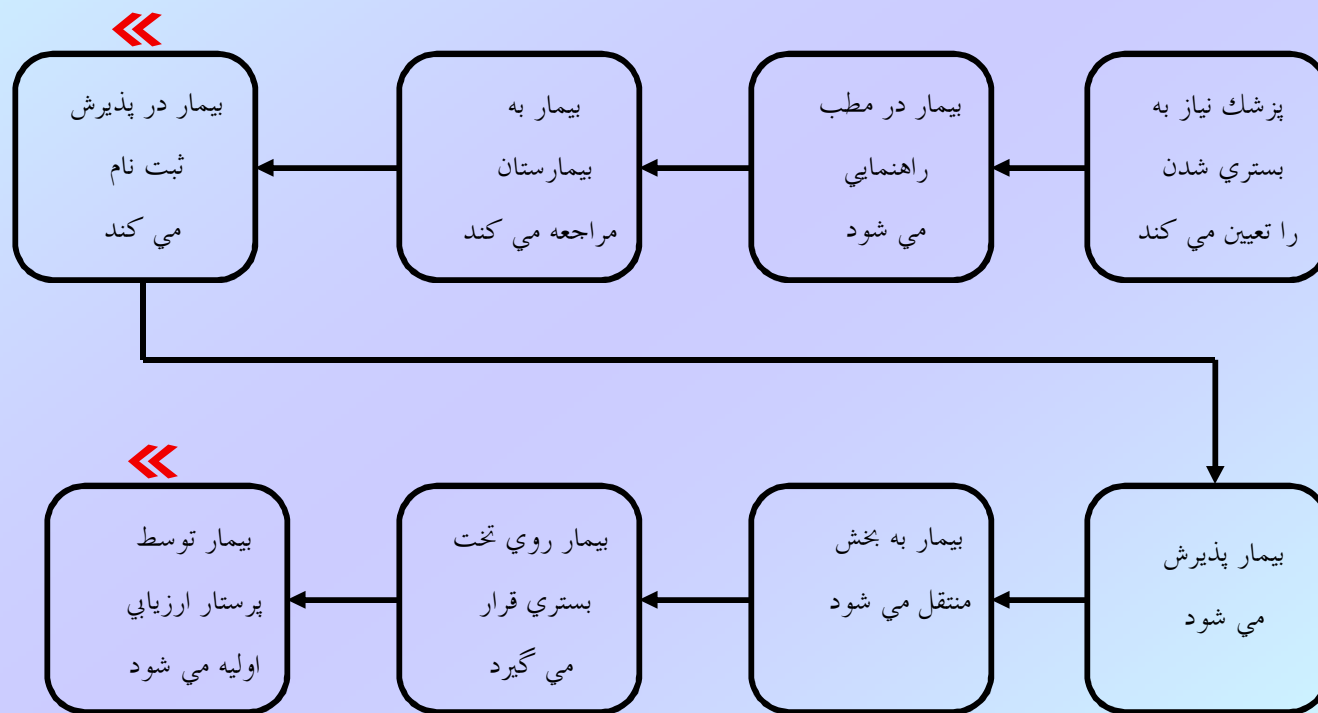 پزشك نياز به
بستري شدن
را تعيين مي كند
بيمار در مطب
راهنمايي
مي شود
بيمار به
بيمارستان
مراجعه مي كند
بيمار در پذيرش
ثبت نام
مي كند
بيمار پذيرش
مي شود
بيمار به بخش
منتقل مي شود
بيمار روي تخت
بستري قرار
مي گيرد
بيمار توسط
پرستار ارزيابي
اوليه مي شود